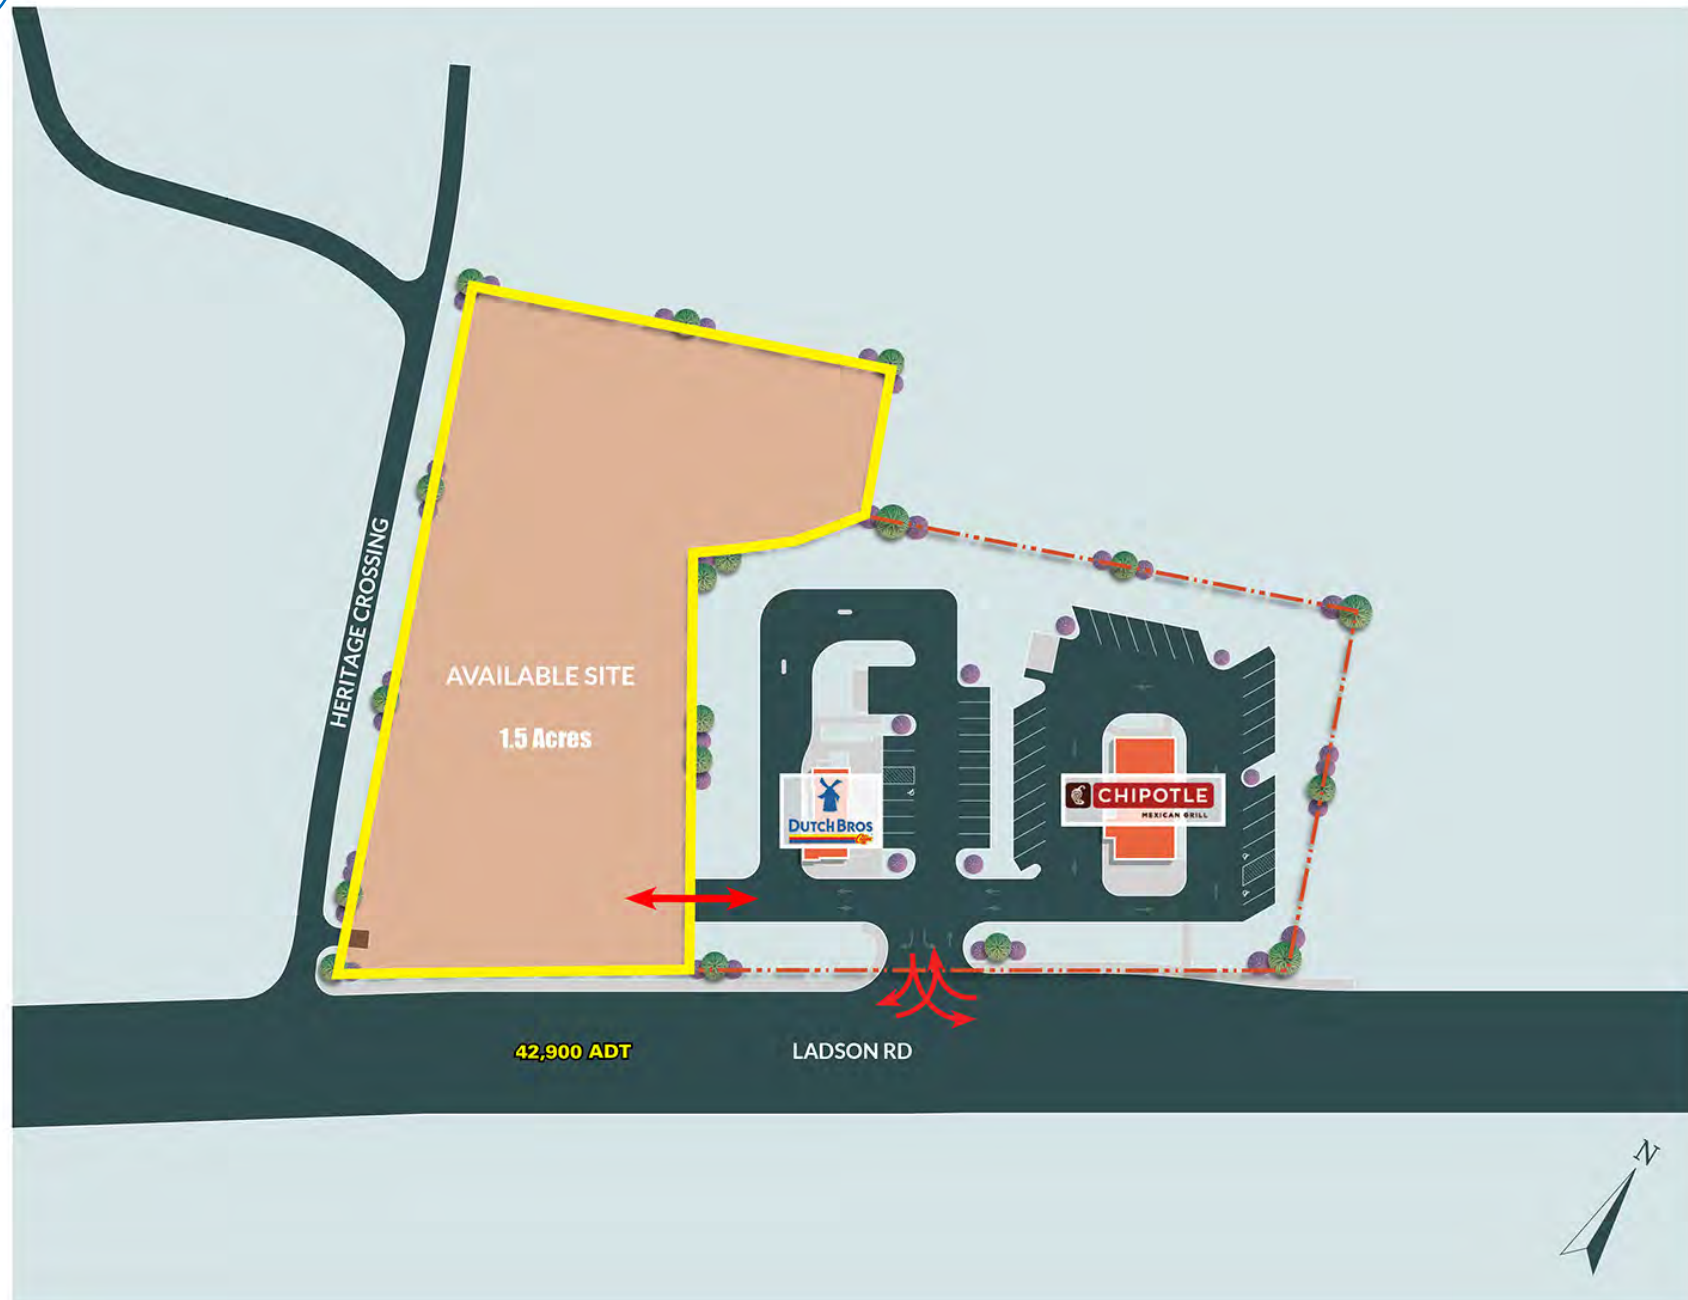 HERITAGE CROSSING
AVAILABLE SITE
1.5 Acres
DUTCH BROS
CHIPOTLE
MEXICAN GRILL
42,900 ADT
LADSON RD
N